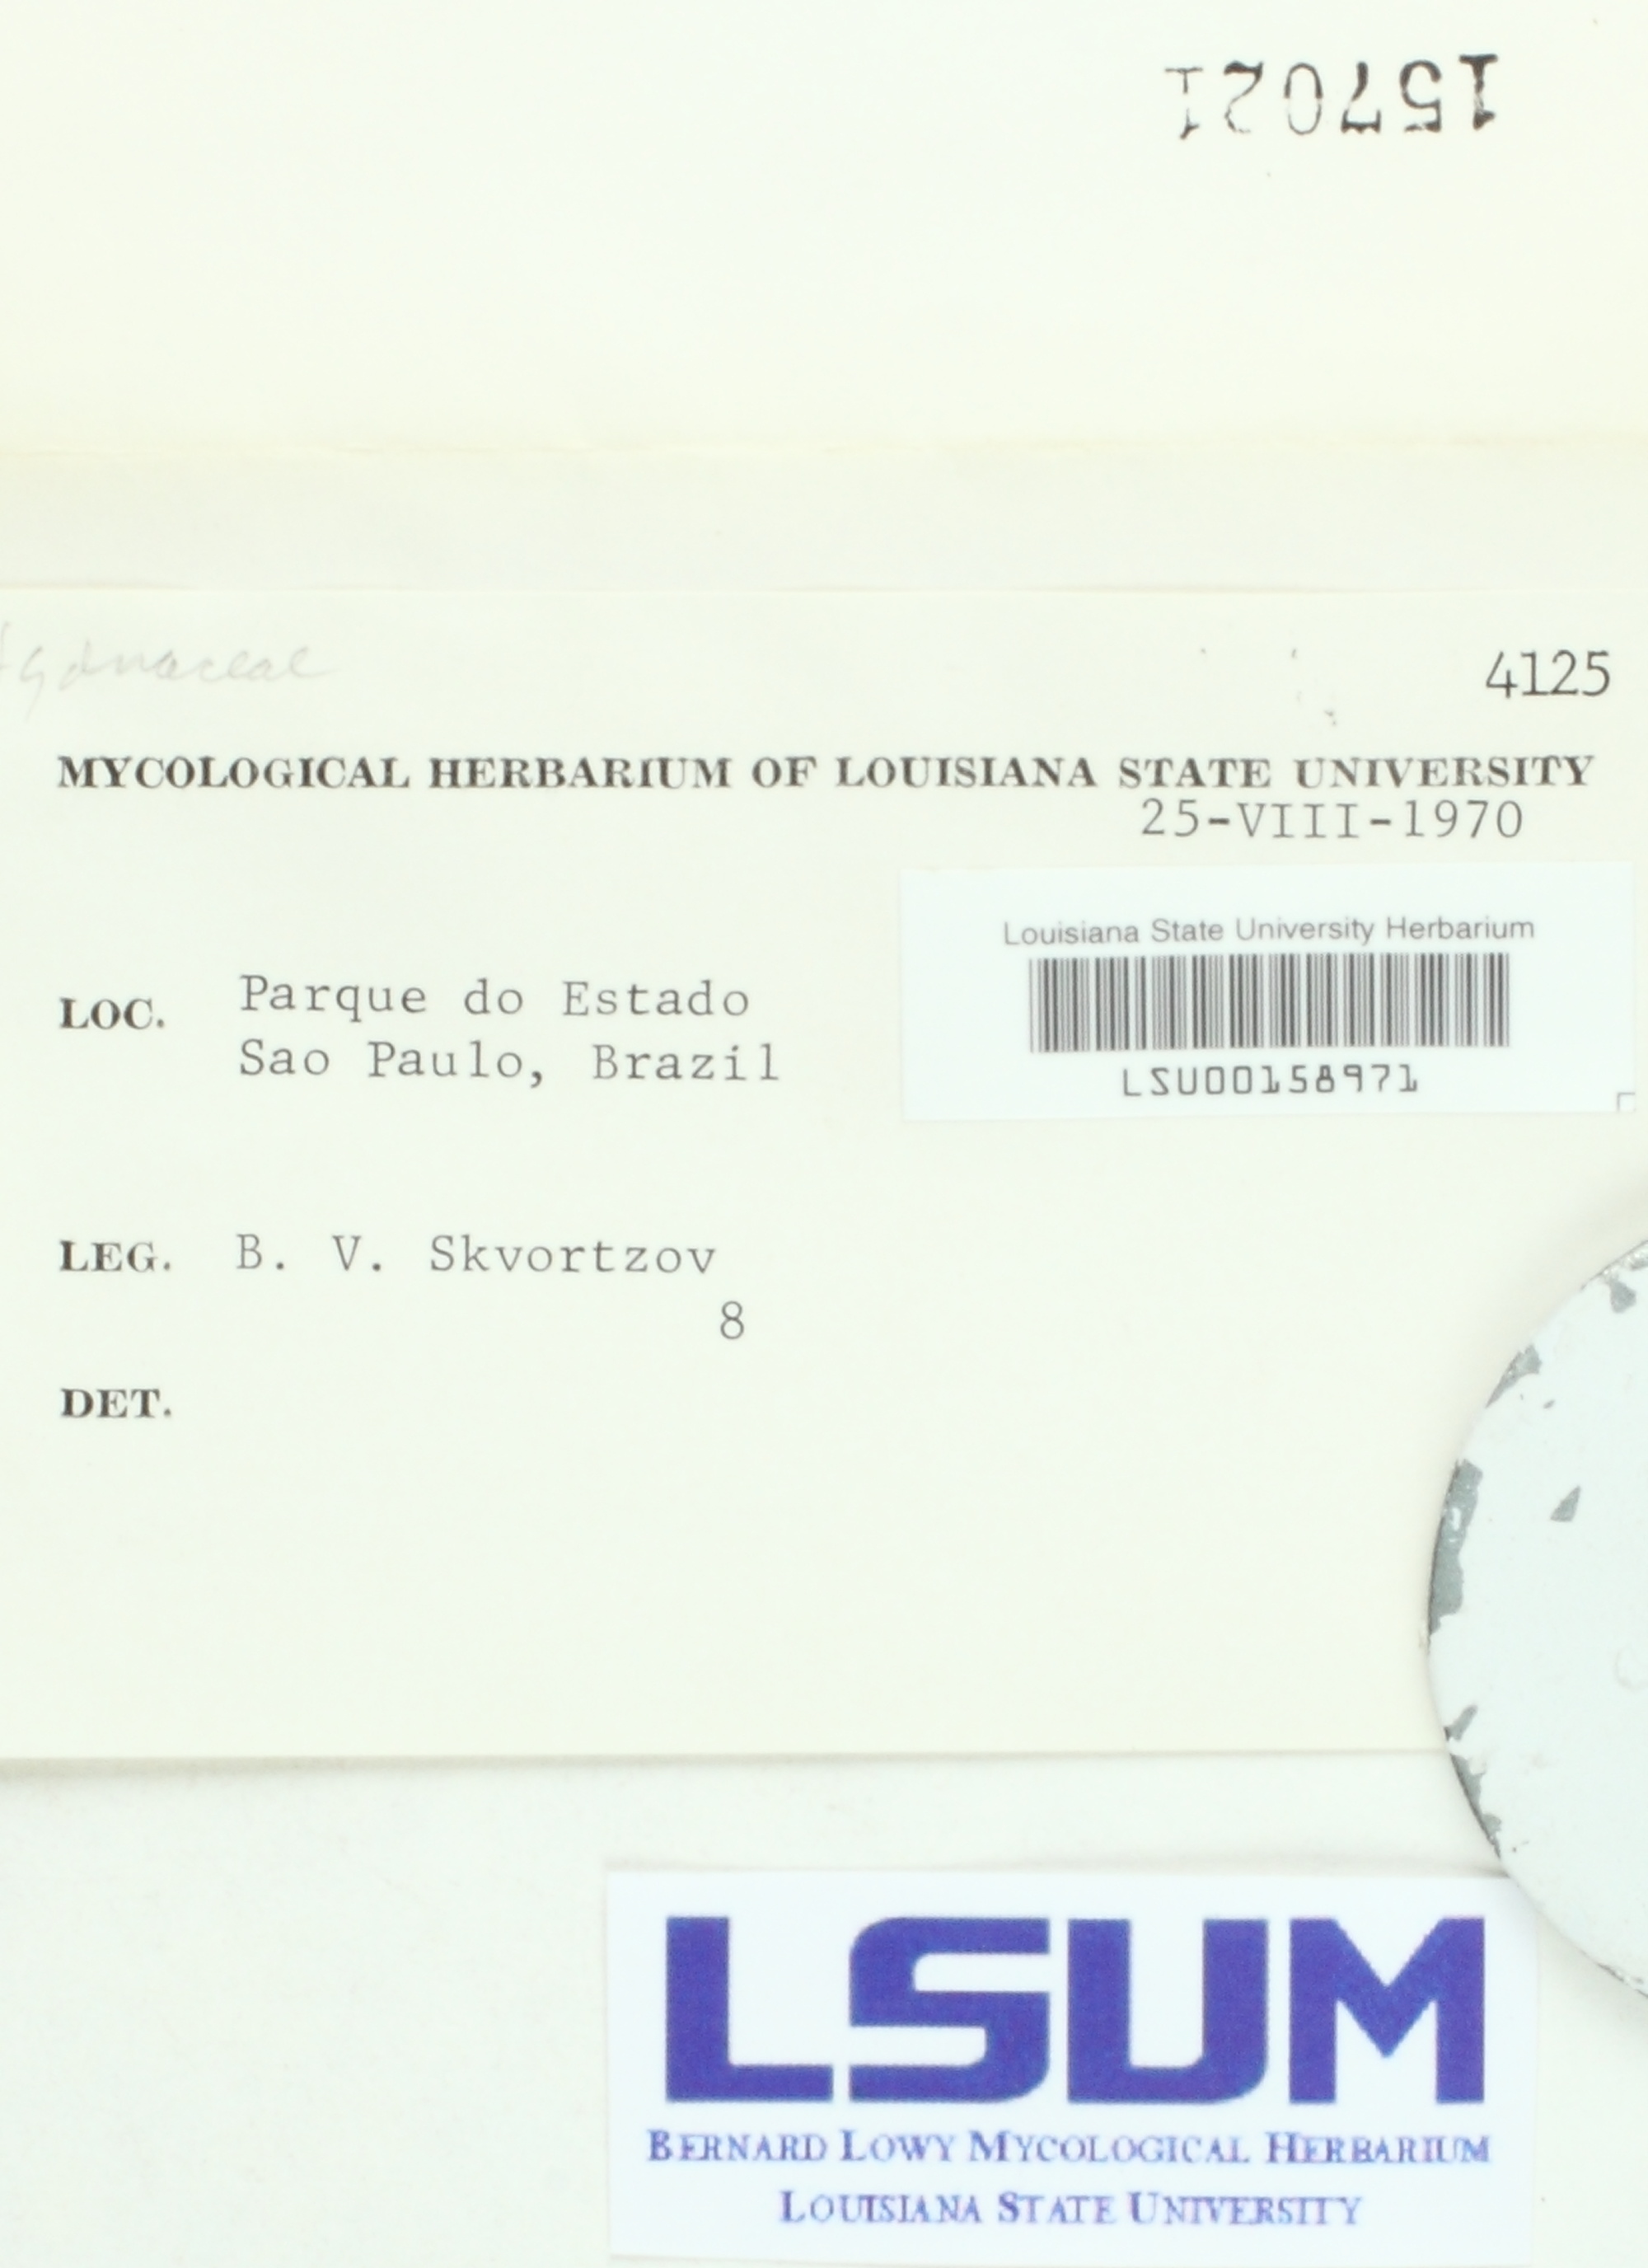 157021
4125
MYCOLOGICAL HERBARIUM OF LOUISIANA STATE UNIVERSITY
25-VIII-1970
Louisiana State University Herbarium
LSU00158971
LOC. Parque do Estado
Sao Paulo, Brazil
LEG. B. V. Skvortzov
8
DET.
LSUM
BERNARD LOWY MYCOLOGICAL HERBARIUM
LOUISIANA STATE UNIVERSITY